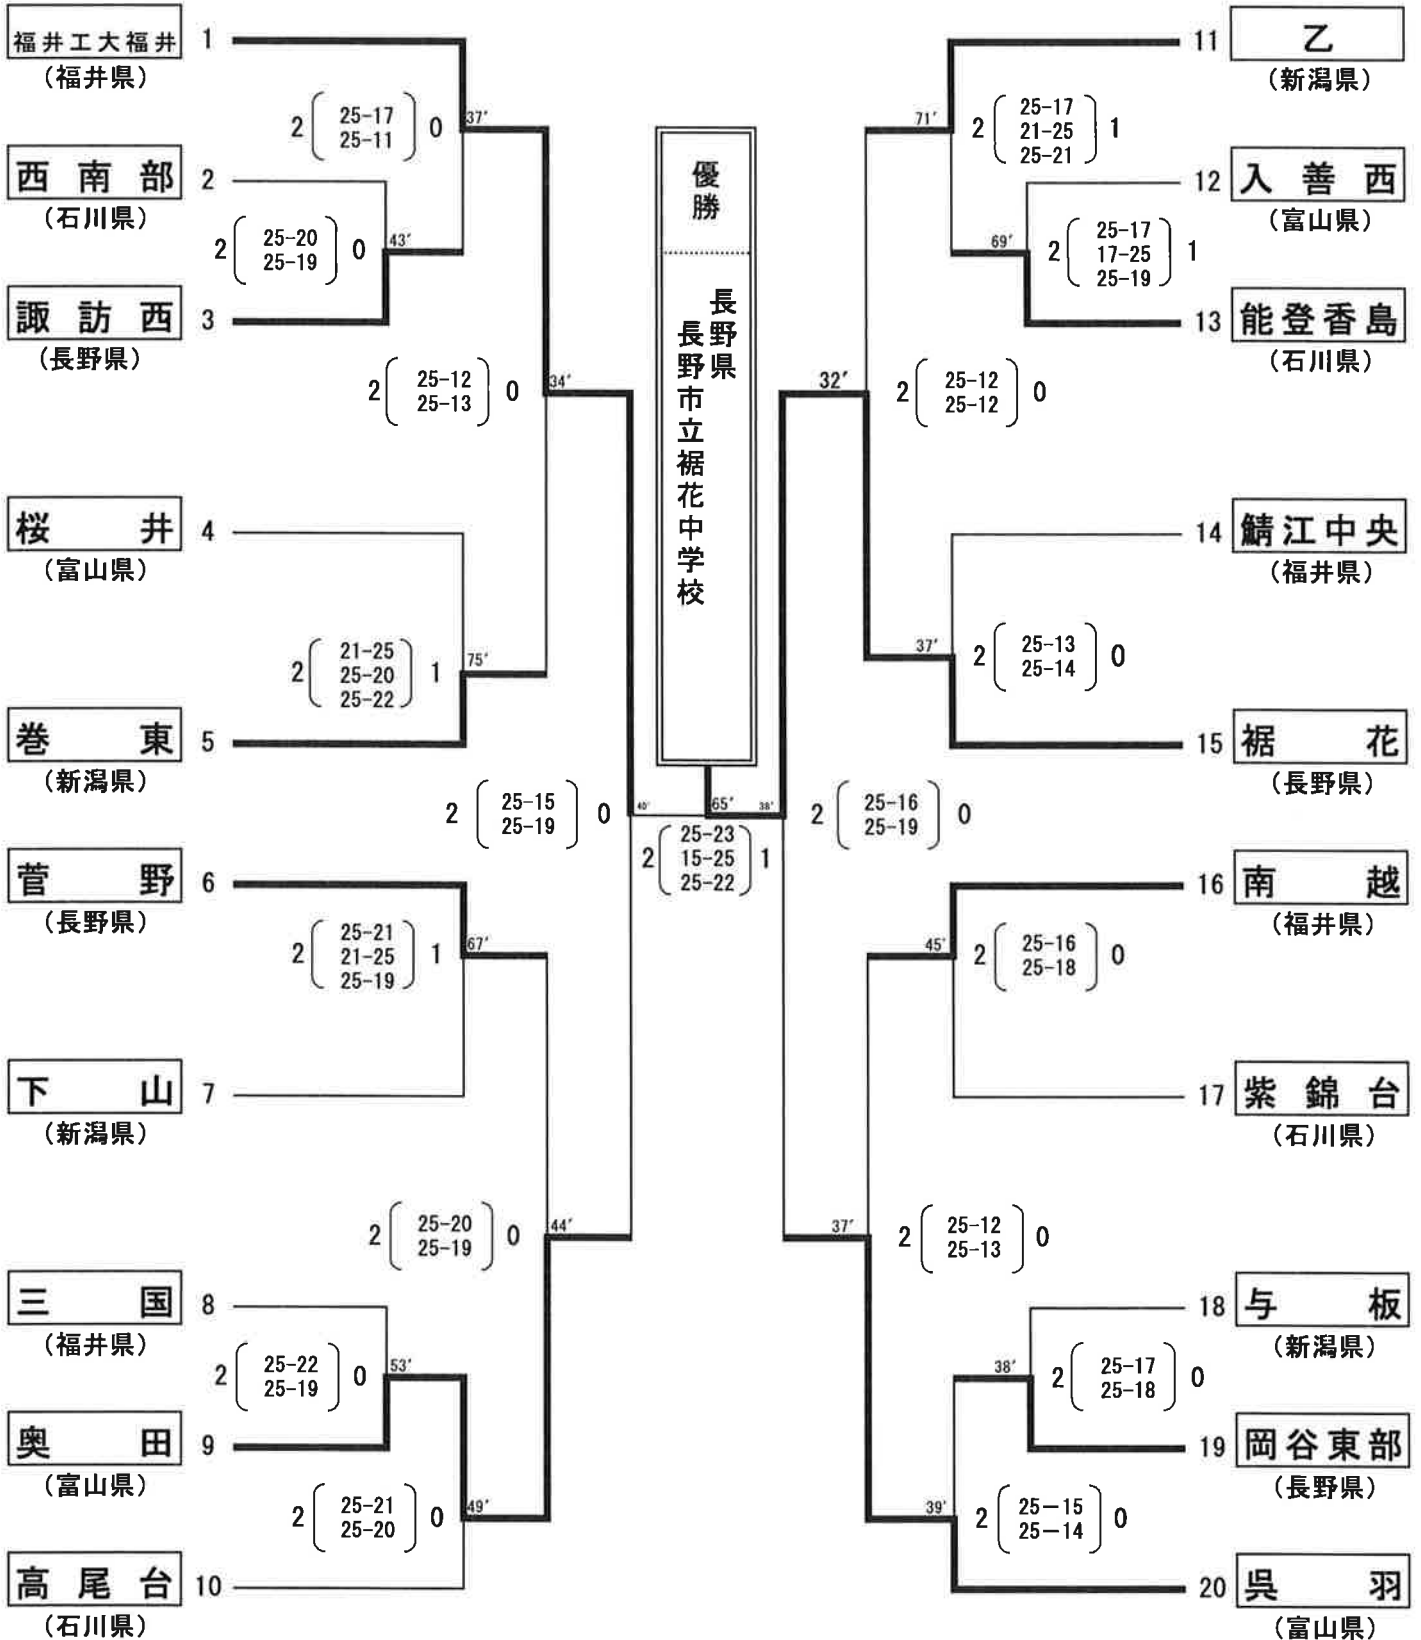 福井工大福井 1
（福井県）
2 25-17 0
25-11
37′
西南部 2
（石川県）
2 25-20 0
25-19
43′
諏訪西 3
（長野県）
2 25-12 0
25-13
34′
桜井 4
（富山県）
2 21-25 1
25-20
25-22
75′
巻東 5
（新潟県）
2 25-15 0
25-19
40′
菅野 6
（長野県）
2 25-21 1
21-25
25-19
67′
下山 7
（新潟県）
2 25-20 0
25-19
44′
三国 8
（福井県）
2 25-22 0
25-19
53′
奥田 9
（富山県）
2 25-21 0
25-20
49′
高尾台 10
（石川県）
優勝
長野県
長野市立裾花中学校
65′
2 25-23 1
15-25
25-22
11 乙
（新潟県）
71′
2 25-17 1
21-25
25-21
12 入善西
（富山県）
69′
2 25-17 1
17-25
25-19
13 能登香島
（石川県）
32′
2 25-12 0
25-12
14 鯖江中央
（福井県）
37′
2 25-13 0
25-14
15 裾花
（長野県）
38′
2 25-16 0
25-19
16 南越
（福井県）
45′
2 25-16 0
25-18
17 紫錦台
（石川県）
37′
2 25-12 0
25-13
18 与板
（新潟県）
38′
2 25-17 0
25-18
19 岡谷東部
（長野県）
39′
2 25－15 0
25－14
20 呉羽
（富山県）